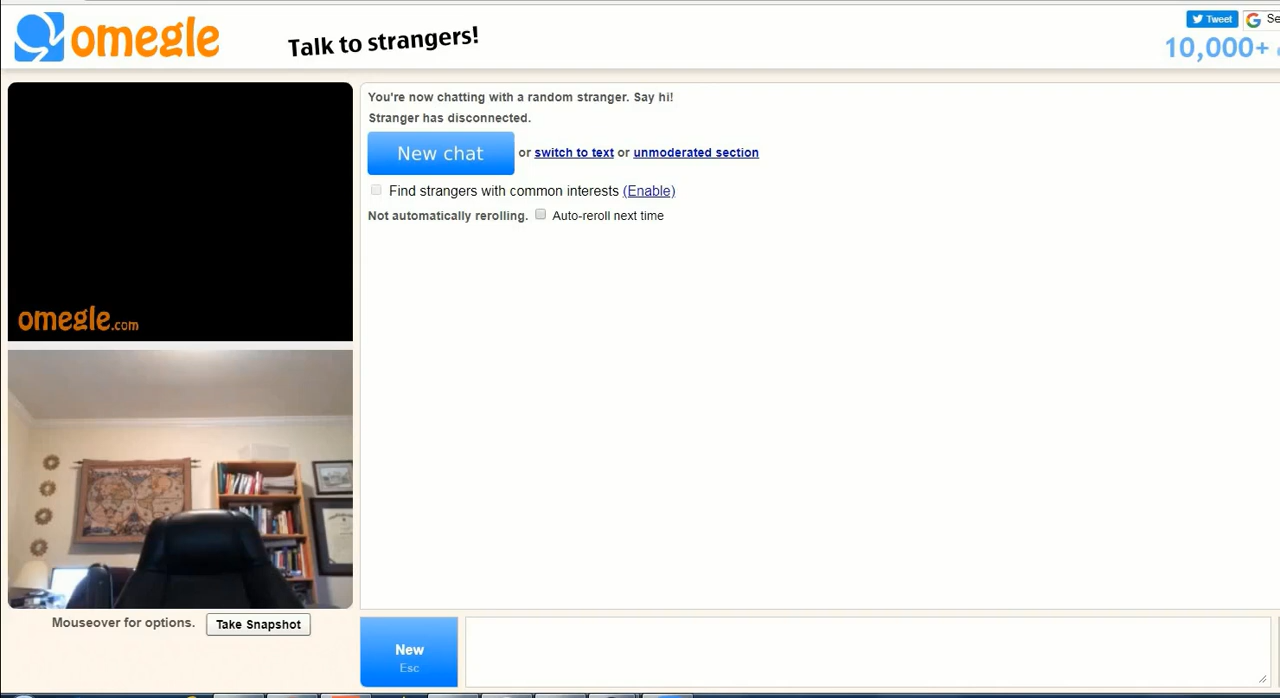 omegle
Talk to strangers!
Tweet
Se
10,000+
You're now chatting with a random stranger. Say hi!
Stranger has disconnected.
New chat or switch to text or unmoderated section
Find strangers with common interests (Enable)
Not automatically rerolling. Auto-reroll next time
omegle.com
Mouseover for options. Take Snapshot
New
Esc